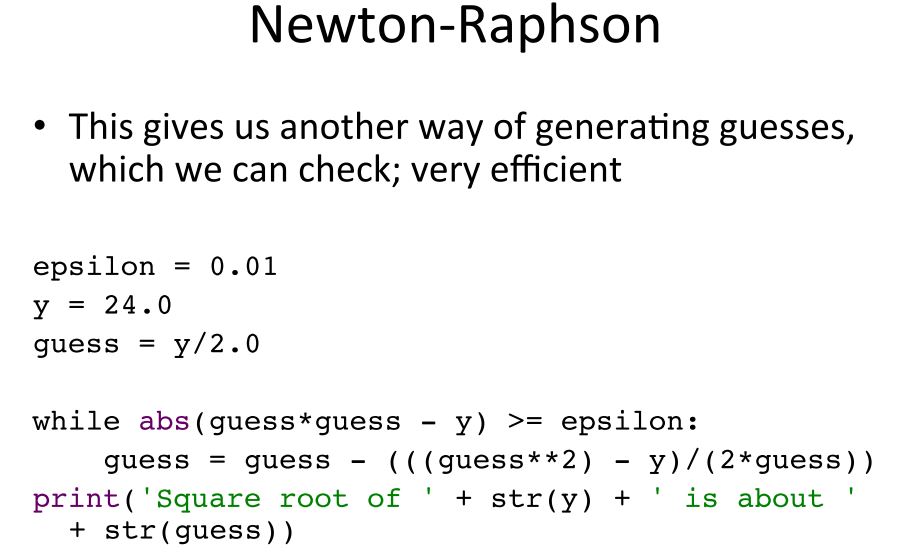 Newton-Raphson
• This gives us another way of generating guesses,
which we can check; very efficient
epsilon = 0.01
y = 24.0
guess = y/2.0
while abs(guess*guess - y) >= epsilon:
    guess = guess - (((guess**2) - y)/(2*guess))
print('Square root of ' + str(y) + ' is about '
  + str(guess))